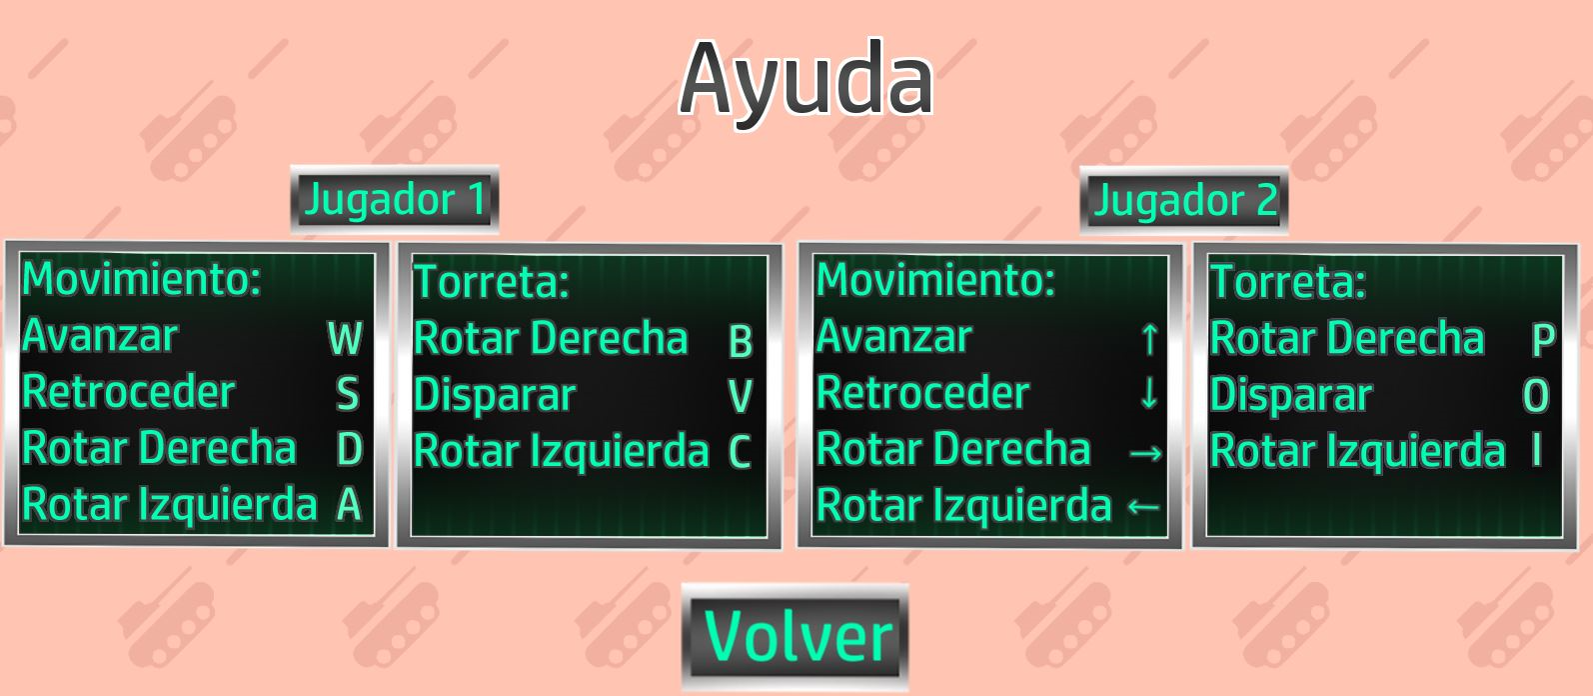 Ayuda
Jugador 1
Movimiento:
Avanzar W
Retroceder S
Rotar Derecha D
Rotar Izquierda A
Torreta:
Rotar Derecha B
Disparar V
Rotar Izquierda C
Jugador 2
Movimiento:
Avanzar ↑
Retroceder ↓
Rotar Derecha →
Rotar Izquierda ←
Torreta:
Rotar Derecha P
Disparar O
Rotar Izquierda I
Volver